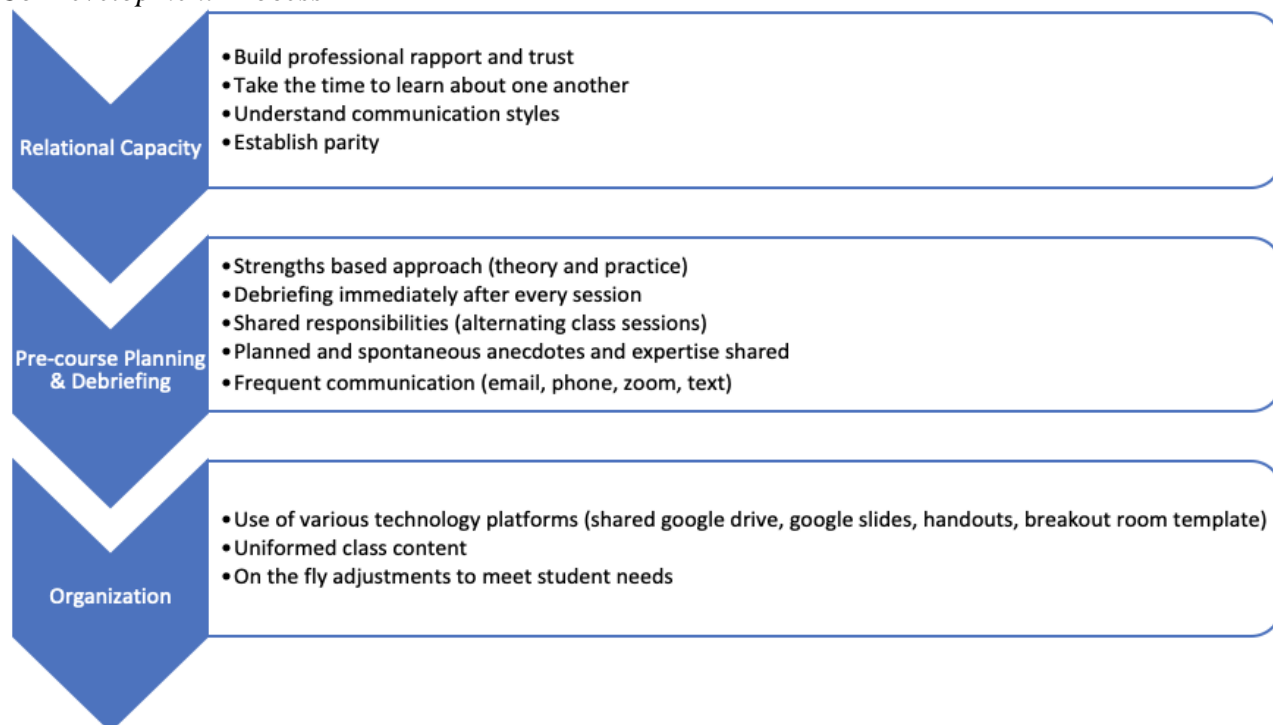 Relational Capacity
•Build professional rapport and trust
•Take the time to learn about one another
•Understand communication styles
•Establish parity
Pre-course Planning
& Debriefing
•Strengths based approach (theory and practice)
•Debriefing immediately after every session
•Shared responsibilities (alternating class sessions)
•Planned and spontaneous anecdotes and expertise shared
•Frequent communication (email, phone, zoom, text)
Organization
•Use of various technology platforms (shared google drive, google slides, handouts, breakout room template)
•Uniformed class content
•On the fly adjustments to meet student needs